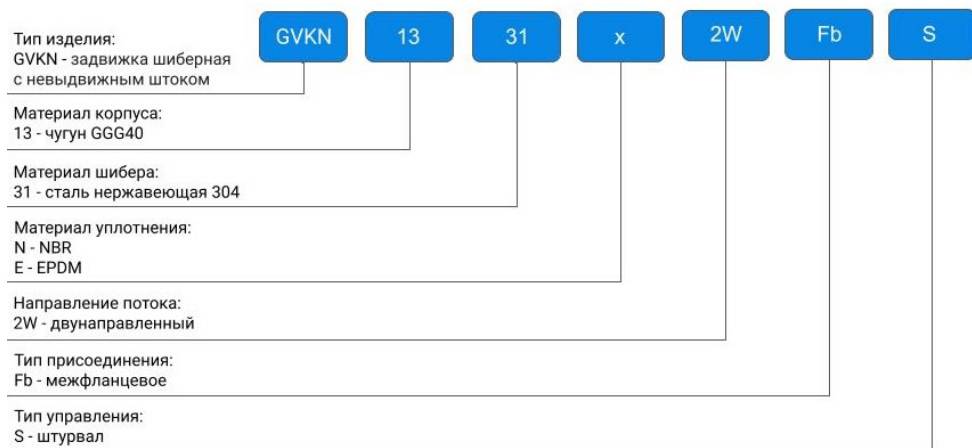 GVKN 13 31 x 2W Fb S
Тип изделия:
GVKN - задвижка шиберная
с невыдвижным штоком
Материал корпуса:
13 - чугун GGG40
Материал шибера:
31 - сталь нержавеющая 304
Материал уплотнения:
N - NBR
E - EPDM
Направление потока:
2W - двунаправленный
Тип присоединения:
Fb - межфланцевое
Тип управления:
S - штурвал